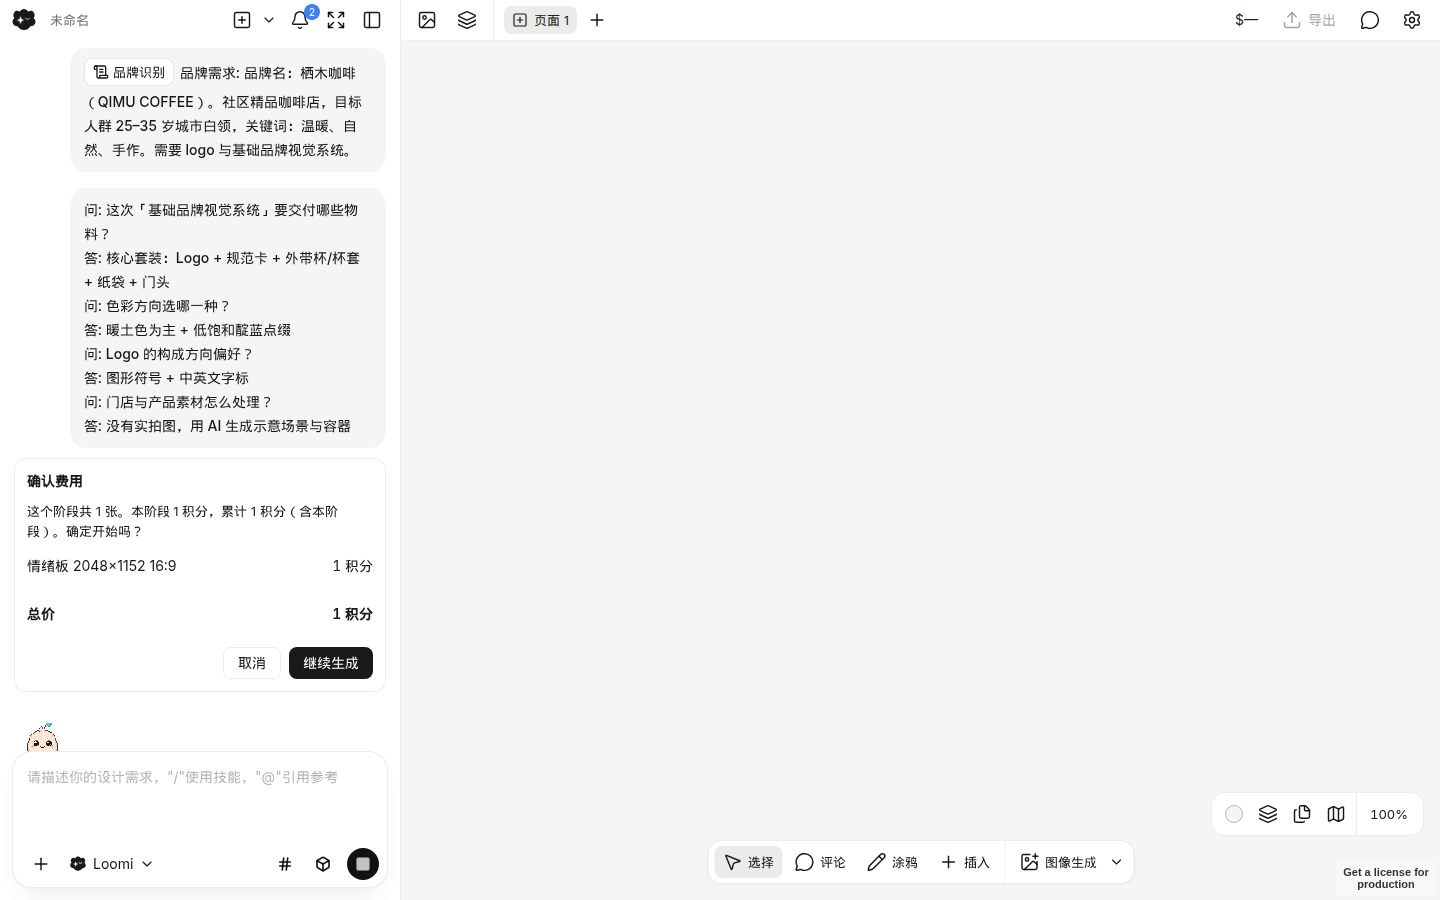 未命名
2
页面 1
$—
导出
品牌识别 品牌需求: 品牌名：栖木咖啡
（QIMU COFFEE）。社区精品咖啡店，目标
人群 25–35 岁城市白领，关键词：温暖、自
然、手作。需要 logo 与基础品牌视觉系统。
问: 这次「基础品牌视觉系统」要交付哪些物
料？
答: 核心套装：Logo + 规范卡 + 外带杯/杯套
+ 纸袋 + 门头
问: 色彩方向选哪一种？
答: 暖土色为主 + 低饱和靛蓝点缀
问: Logo 的构成方向偏好？
答: 图形符号 + 中英文字标
问: 门店与产品素材怎么处理？
答: 没有实拍图，用 AI 生成示意场景与容器
确认费用
这个阶段共 1 张。本阶段 1 积分，累计 1 积分（含本阶
段）。确定开始吗？
情绪板 2048×1152 16:9 1 积分
总价 1 积分
取消 继续生成
请描述你的设计需求，"/"使用技能，"@"引用参考
Loomi
100%
选择 评论 涂鸦 插入 图像生成
Get a license for
production